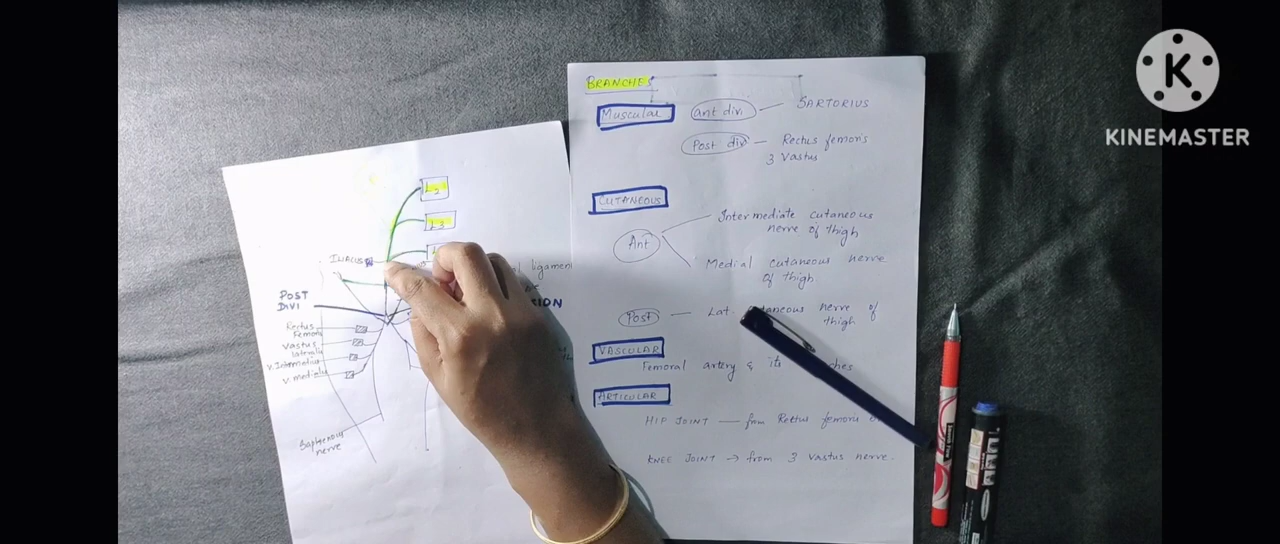 BRANCHES
Muscular
ant divi — SARTORIUS
Post div — Rectus femoris
3 Vastus
CUTANEOUS
Ant
Intermediate cutaneous
nerve of thigh
Medial cutaneous nerve
of thigh
Post — Lat. nerve of
thigh
VASCULAR
Femoral artery & its
ARTICULAR
HIP JOINT — from Rectus femoris
KNEE JOINT → from 3 vastus nerve.
L2
L3
ILIACUS
ligament
POST
DIVI
Rectus
Femoris
Vastus
lateralis
V.Intermedius
V.medialis
Saphenous
nerve
K
KINEMASTER